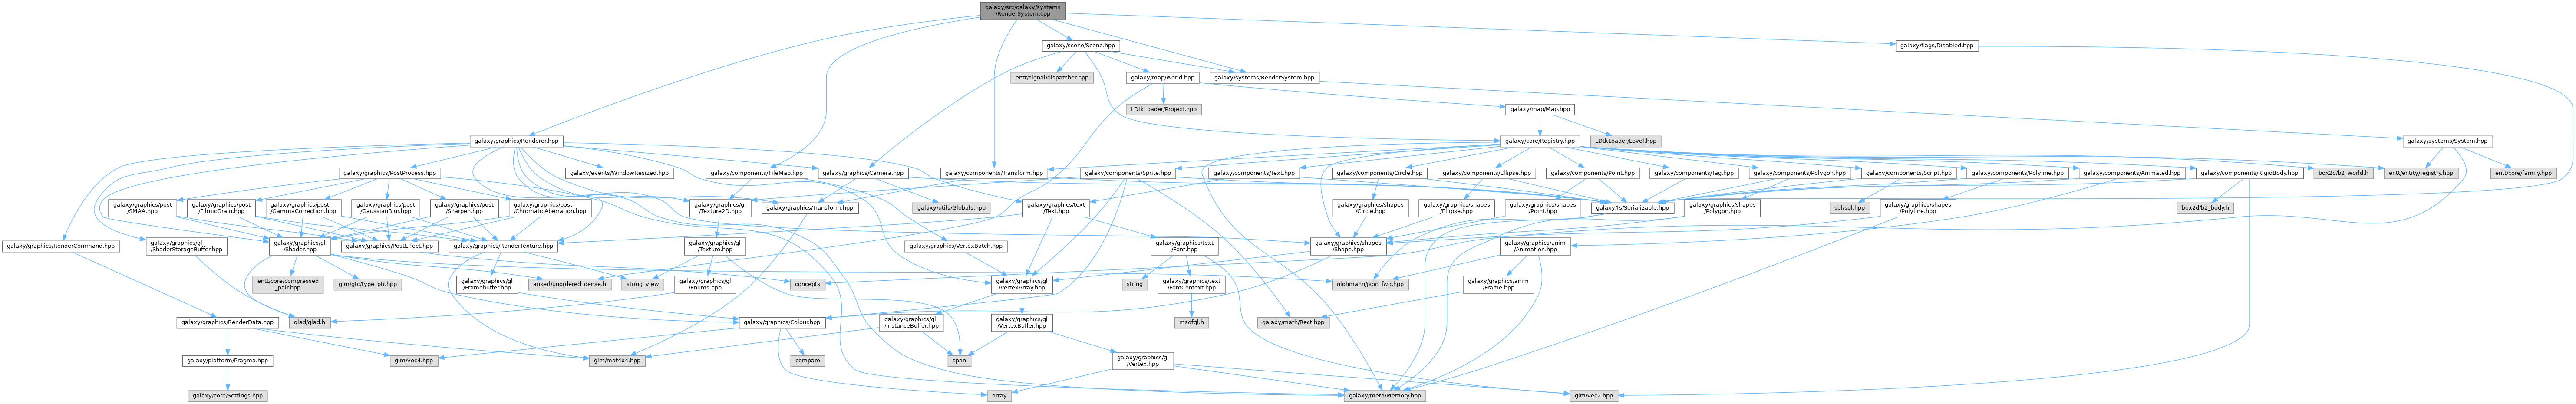 galaxy/src/galaxy/systems
/RenderSystem.cpp
galaxy/scene/Scene.hpp
galaxy/flags/Disabled.hpp
entt/signal/dispatcher.hpp
galaxy/map/World.hpp
galaxy/systems/RenderSystem.hpp
LDtkLoader/Project.hpp
galaxy/map/Map.hpp
galaxy/graphics/Renderer.hpp
galaxy/core/Registry.hpp
LDtkLoader/Level.hpp
galaxy/systems/System.hpp
galaxy/graphics/PostProcess.hpp
galaxy/events/WindowResized.hpp
galaxy/components/TileMap.hpp
galaxy/graphics/Camera.hpp
galaxy/components/Transform.hpp
galaxy/components/Sprite.hpp
galaxy/components/Text.hpp
galaxy/components/Circle.hpp
galaxy/components/Ellipse.hpp
galaxy/components/Point.hpp
galaxy/components/Tag.hpp
galaxy/components/Polygon.hpp
galaxy/components/Script.hpp
galaxy/components/Polyline.hpp
galaxy/components/Animated.hpp
galaxy/components/RigidBody.hpp
box2d/b2_world.h
entt/entity/registry.hpp
entt/core/family.hpp
galaxy/graphics/post
/SMAA.hpp
galaxy/graphics/post
/FilmicGrain.hpp
galaxy/graphics/post
/GammaCorrection.hpp
galaxy/graphics/post
/GaussianBlur.hpp
galaxy/graphics/post
/Sharpen.hpp
galaxy/graphics/post
/ChromaticAberration.hpp
galaxy/graphics/gl
/Texture2D.hpp
galaxy/graphics/Transform.hpp
galaxy/utils/Globals.hpp
galaxy/graphics/text
/Text.hpp
galaxy/graphics/shapes
/Circle.hpp
galaxy/graphics/shapes
/Ellipse.hpp
galaxy/graphics/shapes
/Point.hpp
galaxy/fs/Serializable.hpp
galaxy/graphics/shapes
/Polygon.hpp
sol/sol.hpp
galaxy/graphics/shapes
/Polyline.hpp
box2d/b2_body.h
galaxy/graphics/RenderCommand.hpp
galaxy/graphics/gl
/ShaderStorageBuffer.hpp
galaxy/graphics/gl
/Shader.hpp
galaxy/graphics/PostEffect.hpp
galaxy/graphics/RenderTexture.hpp
galaxy/graphics/gl
/Texture.hpp
galaxy/graphics/VertexBatch.hpp
galaxy/graphics/text
/Font.hpp
galaxy/graphics/shapes
/Shape.hpp
galaxy/graphics/anim
/Animation.hpp
entt/core/compressed
_pair.hpp
glm/gtc/type_ptr.hpp
galaxy/graphics/gl
/Framebuffer.hpp
ankerl/unordered_dense.h
string_view
galaxy/graphics/gl
/Enums.hpp
concepts
galaxy/graphics/gl
/VertexArray.hpp
string
galaxy/graphics/text
/FontContext.hpp
nlohmann/json_fwd.hpp
galaxy/graphics/anim
/Frame.hpp
galaxy/graphics/RenderData.hpp
glad/glad.h
galaxy/graphics/Colour.hpp
galaxy/graphics/gl
/InstanceBuffer.hpp
galaxy/graphics/gl
/VertexBuffer.hpp
msdfgl.h
galaxy/math/Rect.hpp
galaxy/platform/Pragma.hpp
glm/vec4.hpp
glm/mat4x4.hpp
compare
span
galaxy/graphics/gl
/Vertex.hpp
galaxy/core/Settings.hpp
array
galaxy/meta/Memory.hpp
glm/vec2.hpp